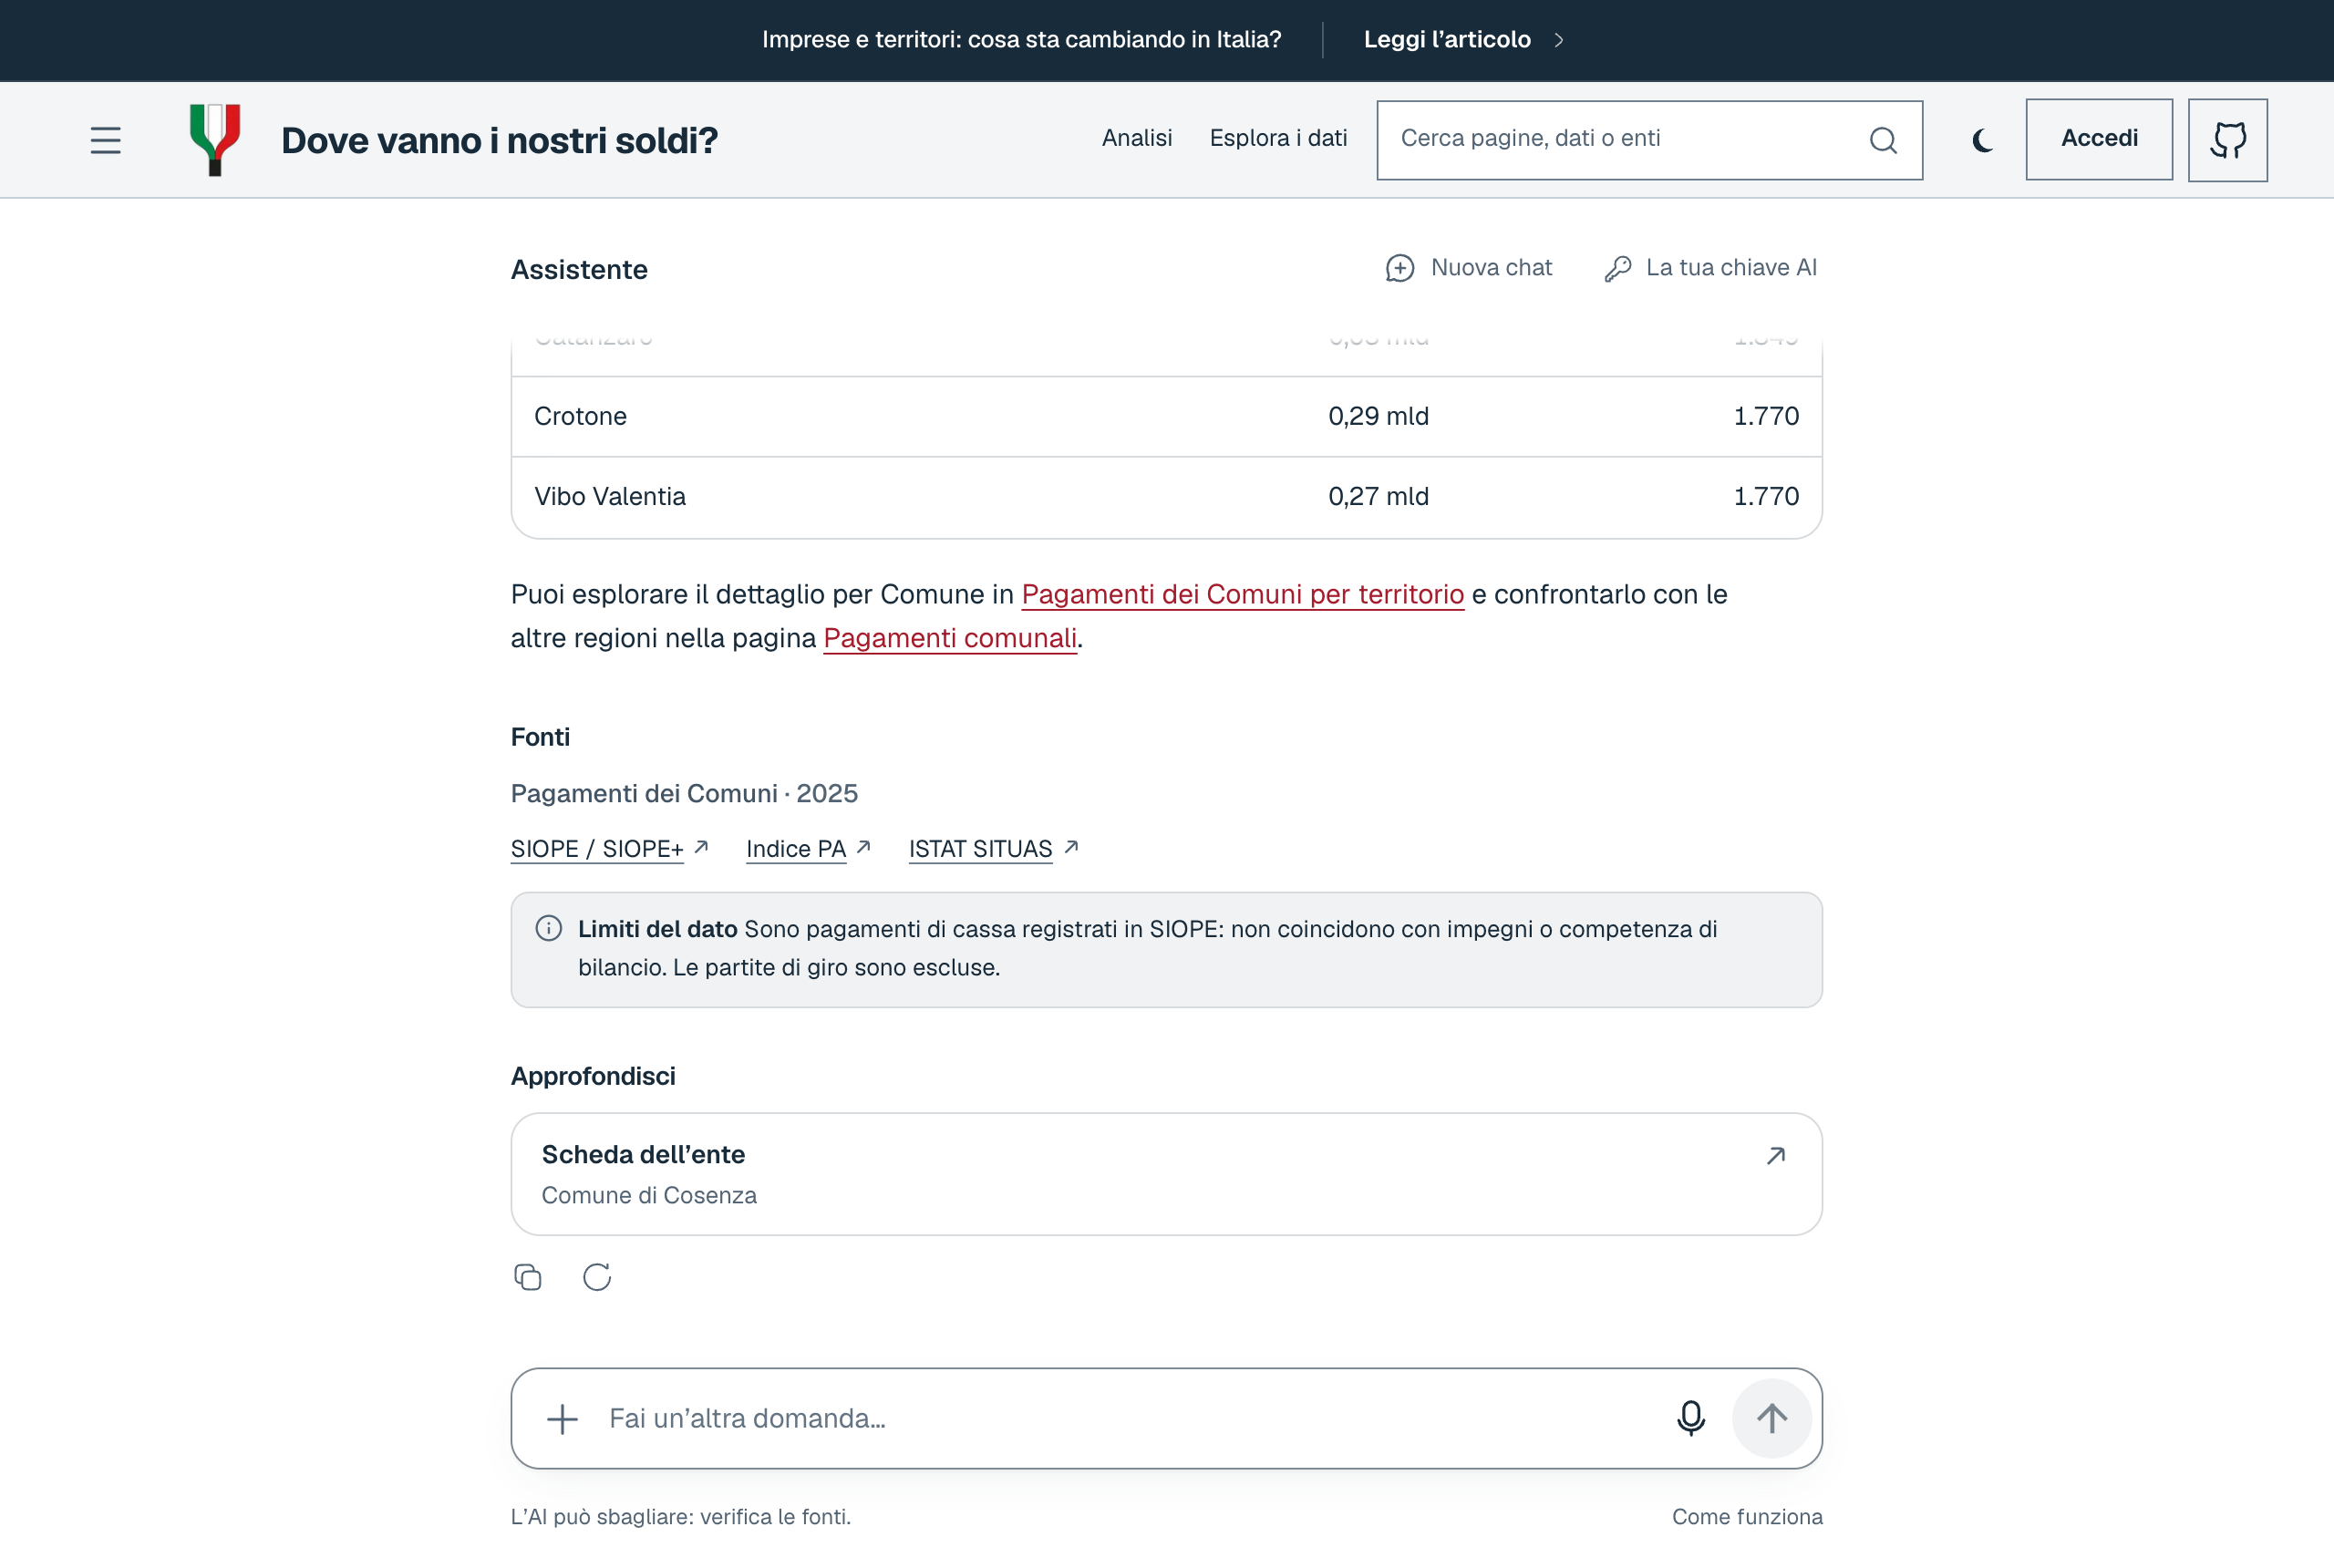 Imprese e territori: cosa sta cambiando in Italia? Leggi l’articolo
Dove vanno i nostri soldi?
Analisi Esplora i dati Cerca pagine, dati o enti Accedi
Assistente
Nuova chat La tua chiave AI
Crotone 0,29 mld 1.770
Vibo Valentia 0,27 mld 1.770
Puoi esplorare il dettaglio per Comune in Pagamenti dei Comuni per territorio e confrontarlo con le
altre regioni nella pagina Pagamenti comunali.
Fonti
Pagamenti dei Comuni · 2025
SIOPE / SIOPE+ Indice PA ISTAT SITUAS
Limiti del dato Sono pagamenti di cassa registrati in SIOPE: non coincidono con impegni o competenza di
bilancio. Le partite di giro sono escluse.
Approfondisci
Scheda dell’ente
Comune di Cosenza
Fai un’altra domanda…
L’AI può sbagliare: verifica le fonti.
Come funziona